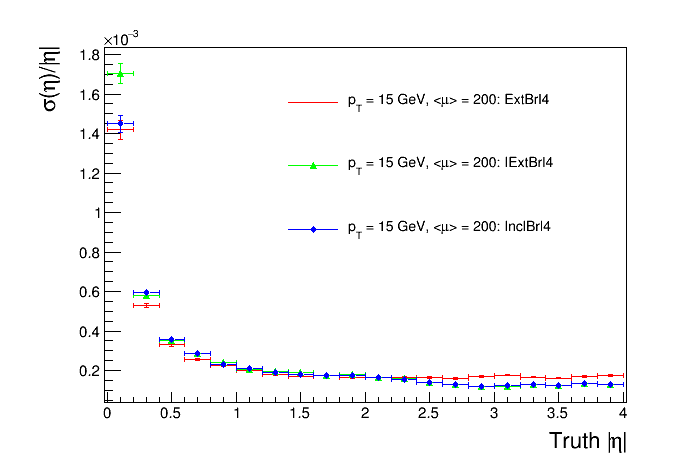 ×10⁻³
σ(η)/|η|
1.8
1.6
1.4
1.2
1
0.8
0.6
0.4
0.2
p_T = 15 GeV, <μ> = 200: ExtBrl4
p_T = 15 GeV, <μ> = 200: IExtBrl4
p_T = 15 GeV, <μ> = 200: InclBrl4
0 0.5 1 1.5 2 2.5 3 3.5 4
Truth |η|